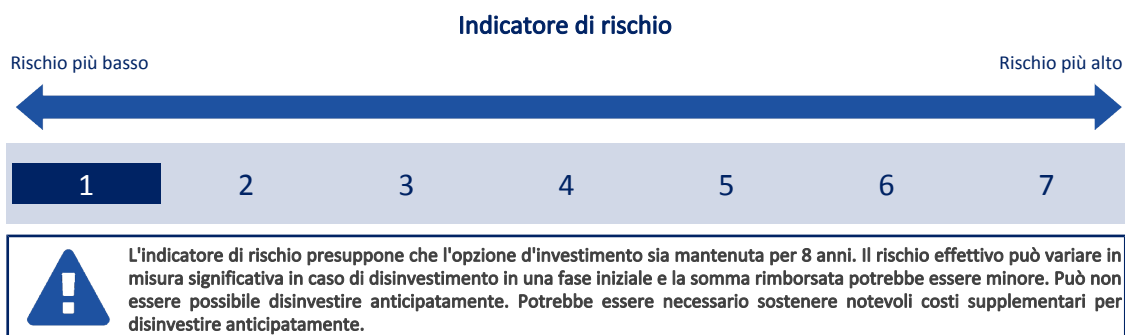 Indicatore di rischio
Rischio più basso
Rischio più alto
1 2 3 4 5 6 7
L'indicatore di rischio presuppone che l'opzione d'investimento sia mantenuta per 8 anni. Il rischio effettivo può variare in
misura significativa in caso di disinvestimento in una fase iniziale e la somma rimborsata potrebbe essere minore. Può non
essere possibile disinvestire anticipatamente. Potrebbe essere necessario sostenere notevoli costi supplementari per
disinvestire anticipatamente.